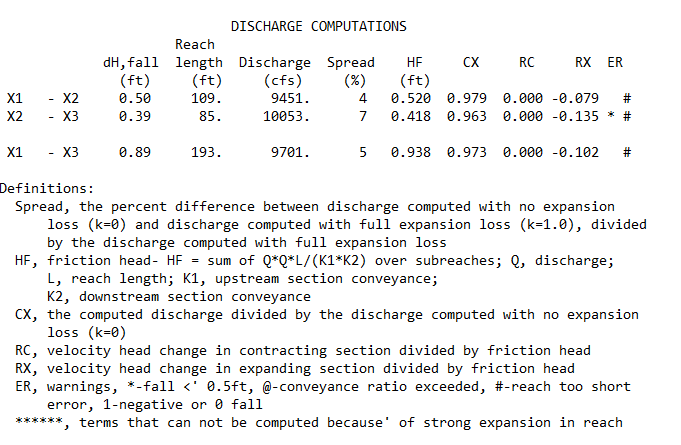 DISCHARGE COMPUTATIONS
Reach
dH,fall length Discharge Spread HF CX RC RX ER
(ft) (ft) (cfs) (%) (ft)
X1 - X2 0.50 109. 9451. 4 0.520 0.979 0.000 -0.079 #
X2 - X3 0.39 85. 10053. 7 0.418 0.963 0.000 -0.135 * #
X1 - X3 0.89 193. 9701. 5 0.938 0.973 0.000 -0.102 #
Definitions:
Spread, the percent difference between discharge computed with no expansion
loss (k=0) and discharge computed with full expansion loss (k=1.0), divided
by the discharge computed with full expansion loss
HF, friction head- HF = sum of Q*Q*L/(K1*K2) over subreaches; Q, discharge;
L, reach length; K1, upstream section conveyance;
K2, downstream section conveyance
CX, the computed discharge divided by the discharge computed with no expansion
loss (k=0)
RC, velocity head change in contracting section divided by friction head
RX, velocity head change in expanding section divided by friction head
ER, warnings, *-fall <' 0.5ft, @-conveyance ratio exceeded, #-reach too short
error, 1-negative or 0 fall
******, terms that can not be computed because' of strong expansion in reach